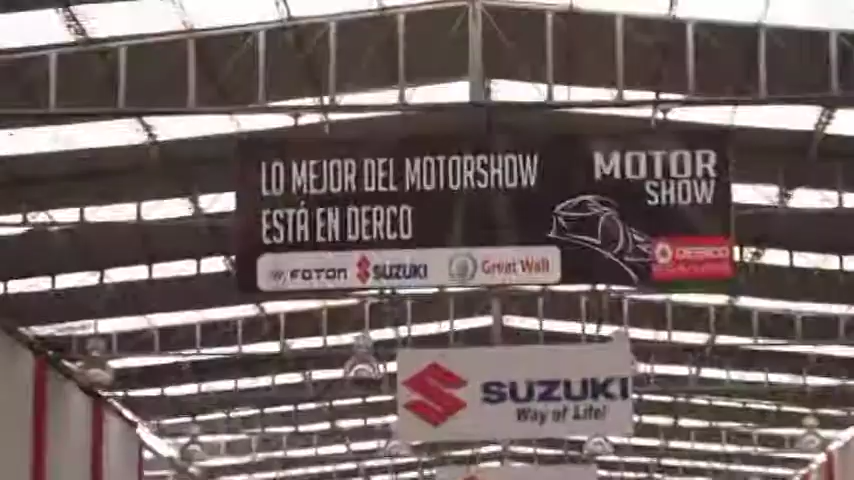 LO MEJOR DEL MOTORSHOW
ESTÁ EN DERCO
MOTOR
SHOW
FOTON SUZUKI Great Wall
DERCO
SUZUKI
Way of Life!